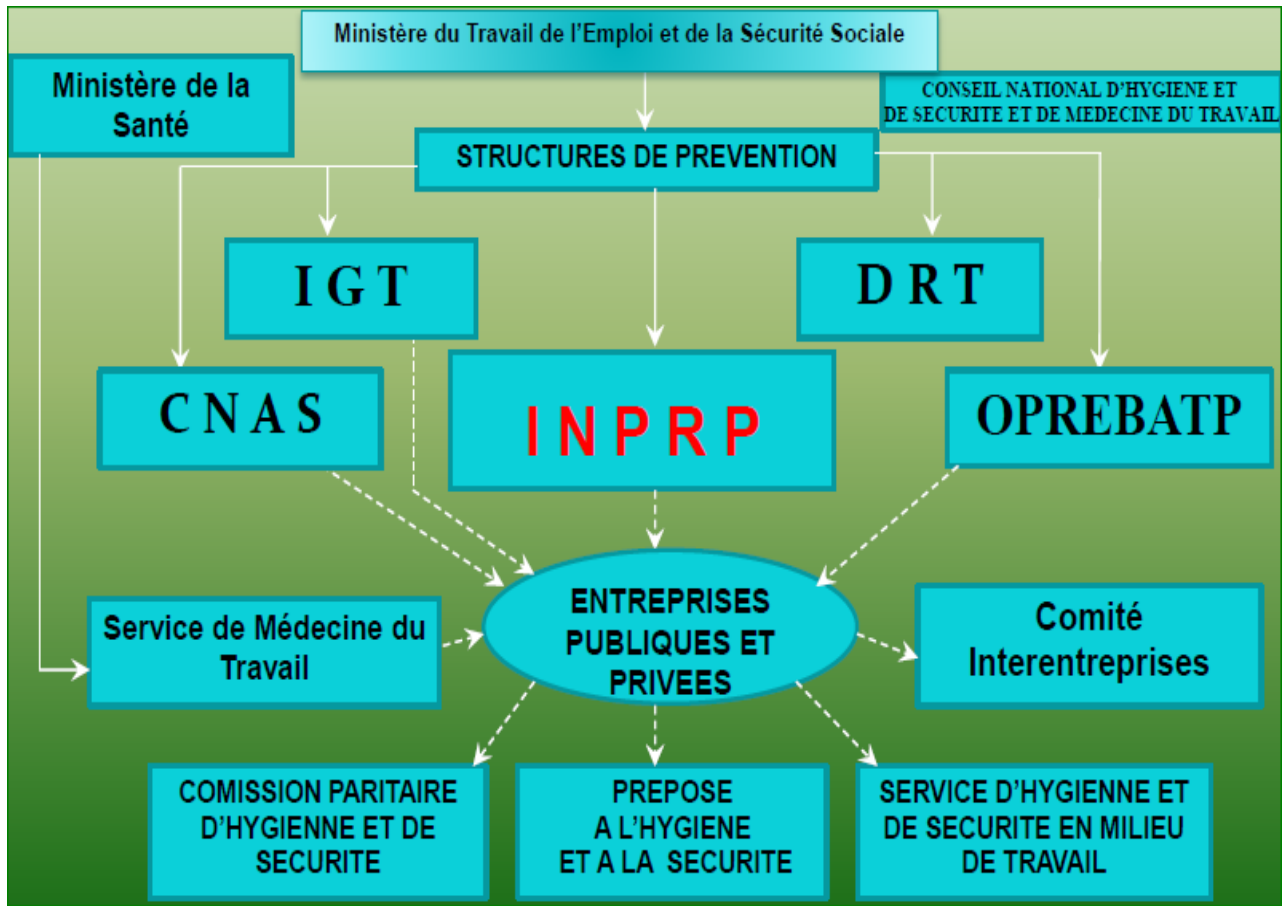 Ministère du Travail de l'Emploi et de la Sécurité Sociale
Ministère de la
Santé
CONSEIL NATIONAL D'HYGIENE ET
DE SECURITE ET DE MEDECINE DU TRAVAIL
STRUCTURES DE PREVENTION
I G T
D R T
C N A S
I N P R P
OPREBATP
Service de Médecine du
Travail
ENTREPRISES
PUBLIQUES ET
PRIVEES
Comité
Interentreprises
COMISSION PARITAIRE
D'HYGIENNE ET DE
SECURITE
PREPOSE
A L'HYGIENE
ET A LA SECURITE
SERVICE D'HYGIENNE ET
DE SECURITE EN MILIEU
DE TRAVAIL